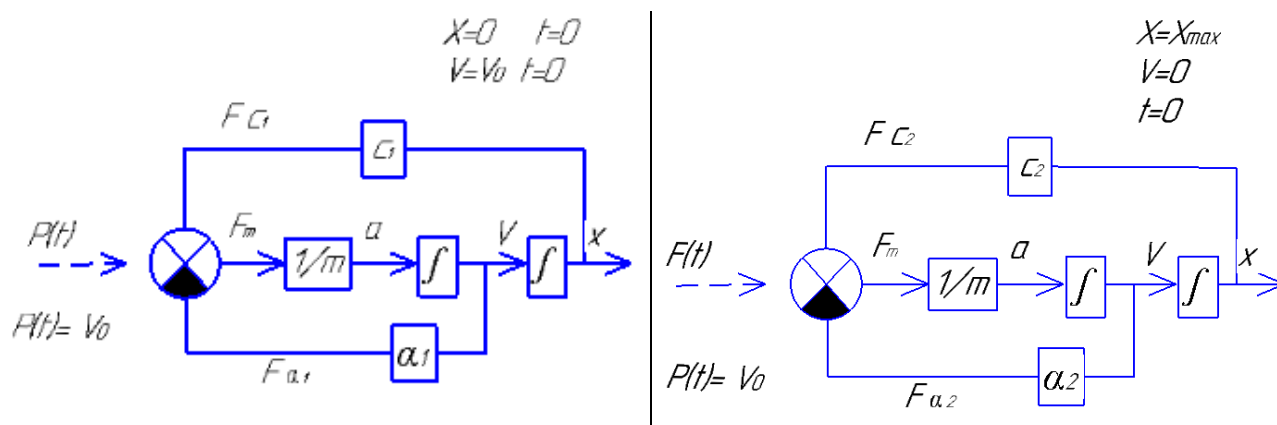 X=0 t=0
V=V0 t=0
F C1
C1
P(t)
Fm
1/m
a
∫
V
∫
x
P(t)= V0
α1
F α1
X=Xmax
V=0
t=0
F C2
C2
F(t)
Fm
1/m
a
∫
V
∫
x
P(t)= V0
α2
F α2